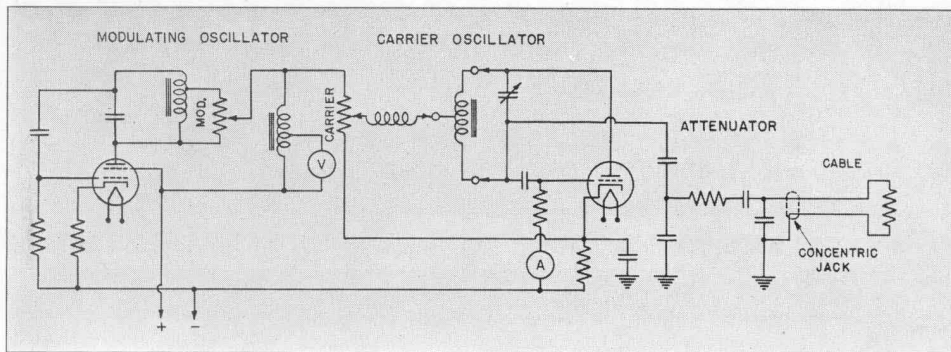 MODULATING OSCILLATOR
CARRIER OSCILLATOR
MOD.
CARRIER
V
A
ATTENUATOR
CABLE
CONCENTRIC
JACK
+ -